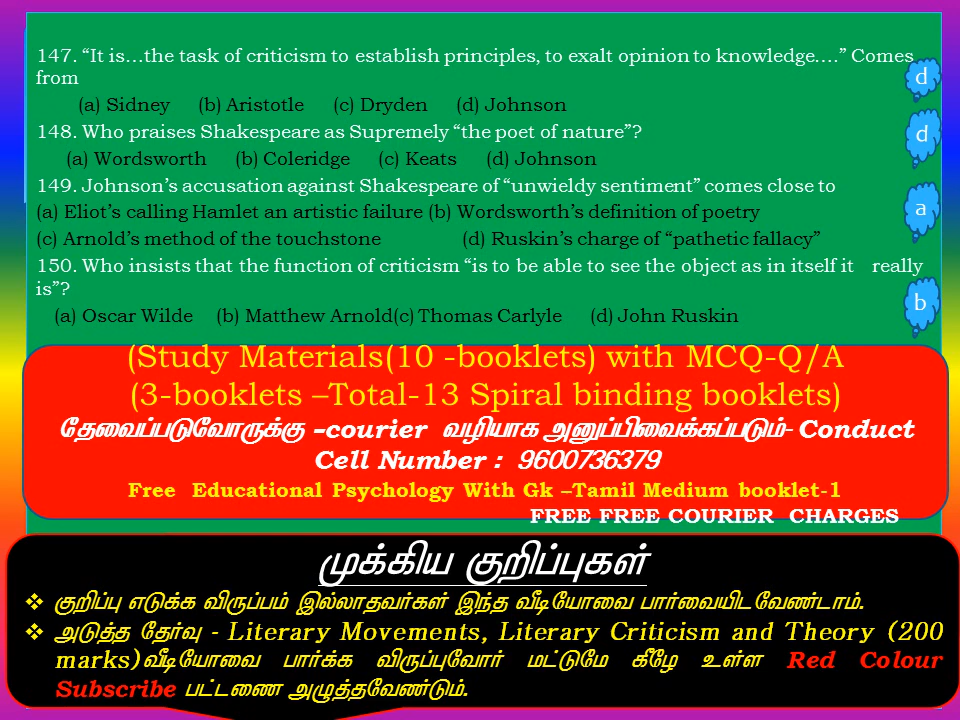 147. “It is...the task of criticism to establish principles, to exalt opinion to knowledge....” Comes
from
(a) Sidney (b) Aristotle (c) Dryden (d) Johnson
d
148. Who praises Shakespeare as Supremely “the poet of nature”?
(a) Wordsworth (b) Coleridge (c) Keats (d) Johnson
d
149. Johnson’s accusation against Shakespeare of “unwieldy sentiment” comes close to
(a) Eliot’s calling Hamlet an artistic failure (b) Wordsworth’s definition of poetry
(c) Arnold’s method of the touchstone (d) Ruskin’s charge of “pathetic fallacy”
a
150. Who insists that the function of criticism “is to be able to see the object as in itself it really
is”?
(a) Oscar Wilde (b) Matthew Arnold(c) Thomas Carlyle (d) John Ruskin
b
(Study Materials(10 -booklets) with MCQ-Q/A
(3-booklets –Total-13 Spiral binding booklets)
தேவைப்படுவோருக்கு -courier வழியாக அனுப்பிவைக்கப்படும்- Conduct
Cell Number : 9600736379
Free Educational Psychology With Gk –Tamil Medium booklet-1
FREE FREE COURIER CHARGES
முக்கிய குறிப்புகள்
❖ குறிப்பு எடுக்க விருப்பம் இல்லாதவர்கள் இந்த வீடியோவை பார்வையிடவேண்டாம்.
❖ அடுத்த தேர்வு - Literary Movements, Literary Criticism and Theory (200
marks)வீடியோவை பார்க்க விருப்புவோர் மட்டுமே கீழே உள்ள Red Colour
Subscribe பட்டணை அழுத்தவேண்டும்.